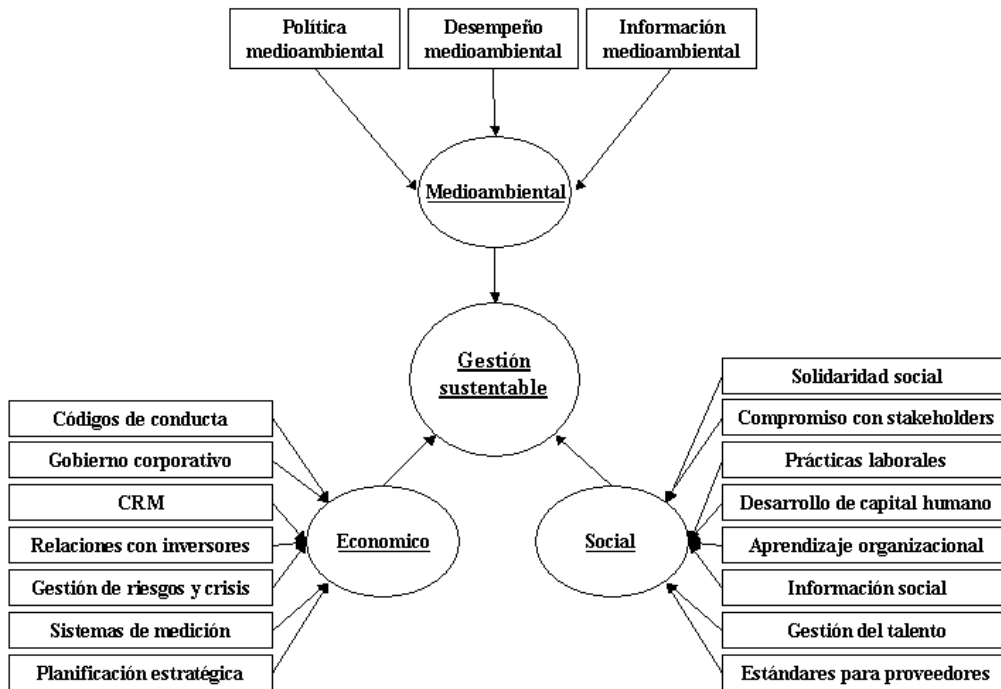 Política
medioambiental
Desempeño
medioambiental
Información
medioambiental
Medioambiental
Gestión
sustentable
Códigos de conducta
Gobierno corporativo
CRM
Relaciones con inversores
Gestión de riesgos y crisis
Sistemas de medición
Planificación estratégica
Economico
Social
Solidaridad social
Compromiso con stakeholders
Prácticas laborales
Desarrollo de capital humano
Aprendizaje organizacional
Información social
Gestión del talento
Estándares para proveedores